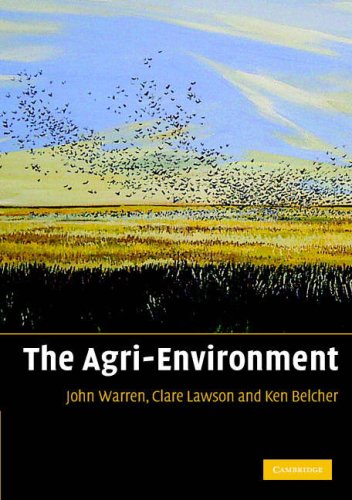 The Agri-Environment
John Warren, Clare Lawson and Ken Belcher
CAMBRIDGE